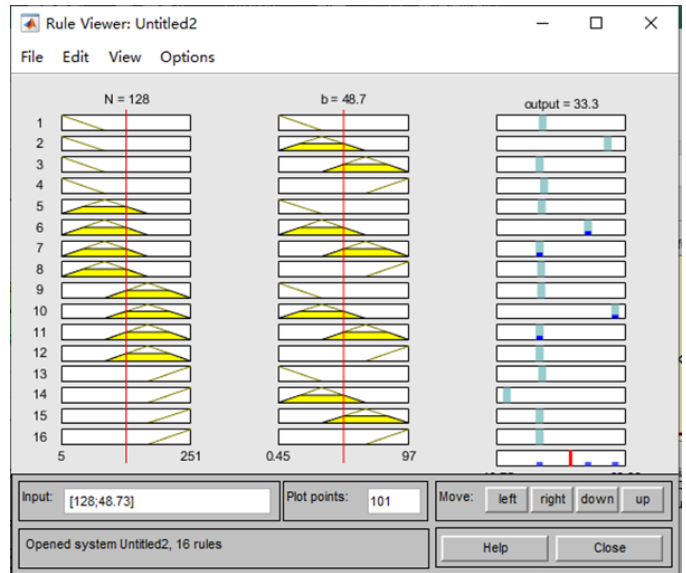 Rule Viewer: Untitled2
File Edit View Options
N = 128 b = 48.7 output = 33.3
1
2
3
4
5
6
7
8
9
10
11
12
13
14
15
16
5 251 0.45 97
Input: [128;48.73] Plot points: 101 Move: left right down up
Opened system Untitled2, 16 rules Help Close